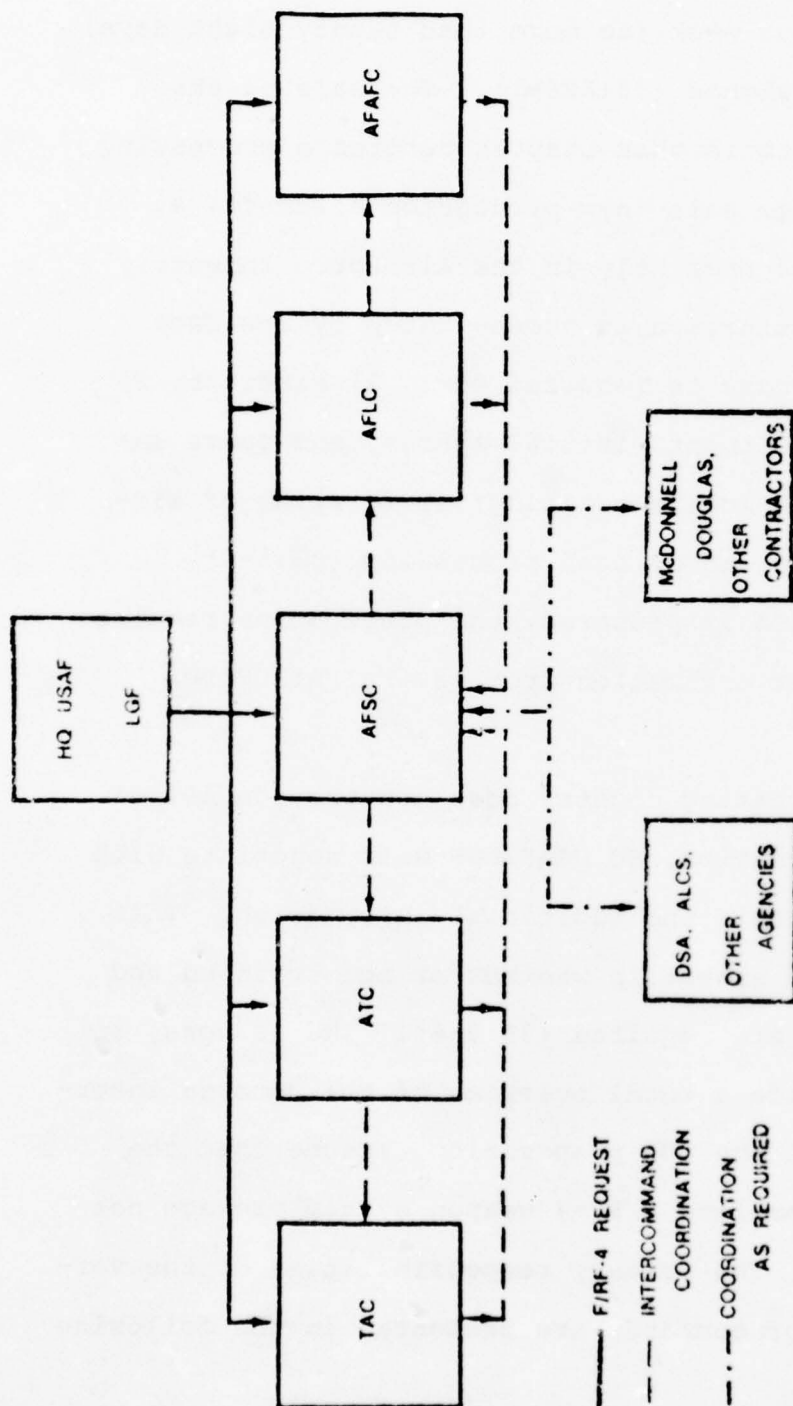 HQ USAF
LGF
TAC
ATC
AFSC
AFLC
AFAFC
DSA, ALCS,
OTHER
AGENCIES
McDONNELL
DOUGLAS,
OTHER
CONTRACTORS
F/RF-4 REQUEST
INTERCOMMAND
COORDINATION
COORDINATION
AS REQUIRED